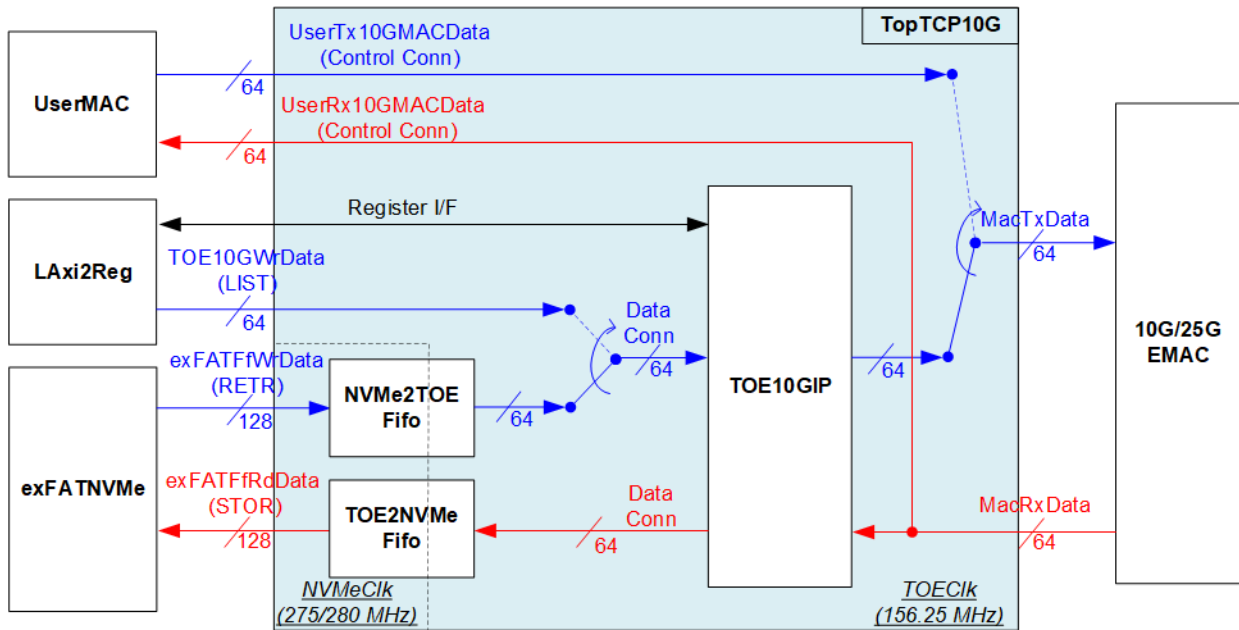 TopTCP10G
UserTx10GMACData
(Control Conn)
64
UserMAC
UserRx10GMACData
(Control Conn)
64
Register I/F
LAxi2Reg
TOE10GWrData
(LIST)
64
Data
Conn
64
exFATFfWrData
(RETR)
128
NVMe2TOE
Fifo
64
TOE10GIP
64
MacTxData
64
10G/25G
EMAC
exFATNVMe
exFATFfRdData
(STOR)
128
TOE2NVMe
Fifo
Data
Conn
64
MacRxData
64
NVMeClk
(275/280 MHz)
TOEClk
(156.25 MHz)